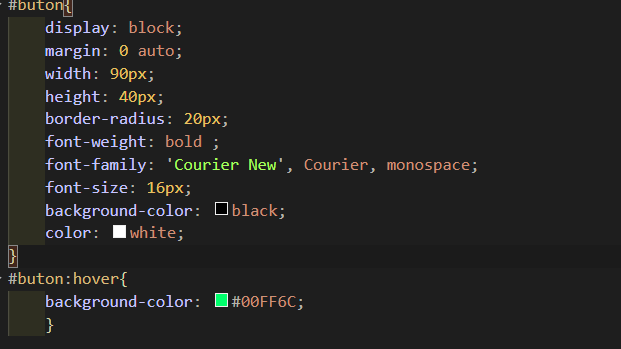 #buton{
display: block;
margin: 0 auto;
width: 90px;
height: 40px;
border-radius: 20px;
font-weight: bold ;
font-family: 'Courier New', Courier, monospace;
font-size: 16px;
background-color: black;
color: white;
}
#buton:hover{
background-color: #00FF6C;
}